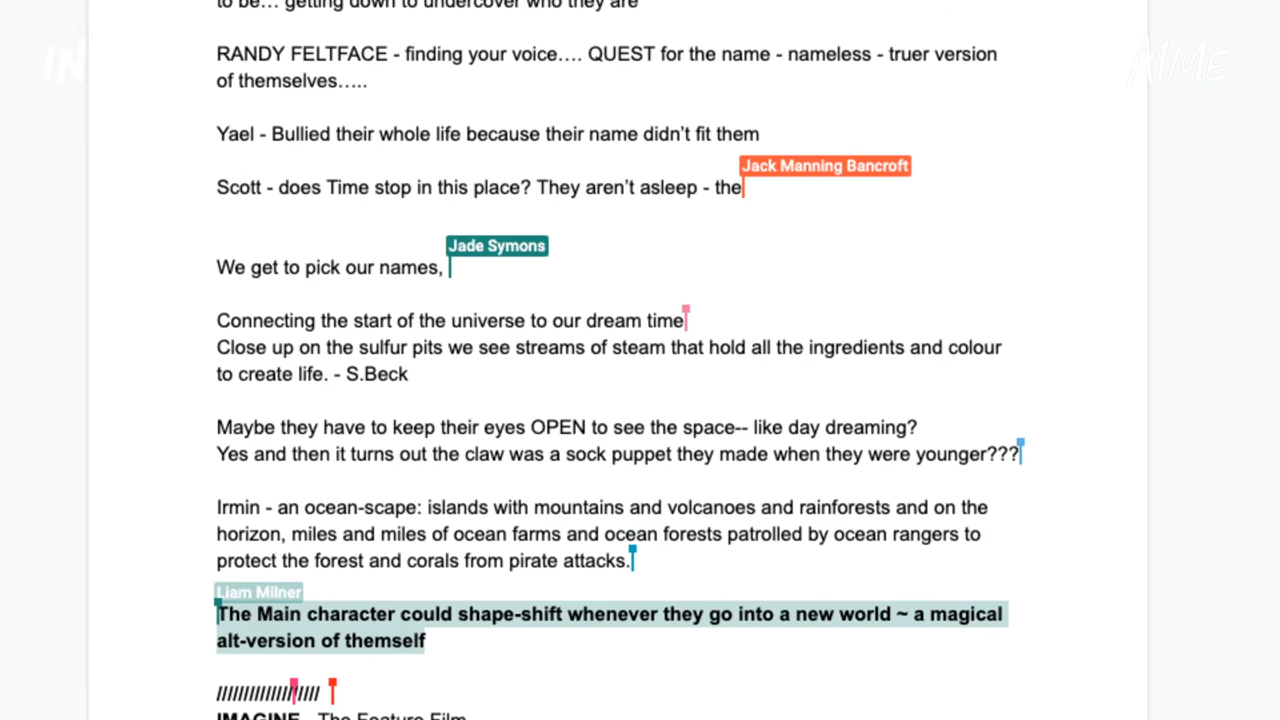 to be… getting down to undercover who they are
IN
AIME
RANDY FELTFACE - finding your voice…. QUEST for the name - nameless - truer version
of themselves…..
Yael - Bullied their whole life because their name didn’t fit them
Jack Manning Bancroft
Scott - does Time stop in this place? They aren’t asleep - the
Jade Symons
We get to pick our names,
Connecting the start of the universe to our dream time
Close up on the sulfur pits we see streams of steam that hold all the ingredients and colour
to create life. - S.Beck
Maybe they have to keep their eyes OPEN to see the space-- like day dreaming?
Yes and then it turns out the claw was a sock puppet they made when they were younger???
Irmin - an ocean-scape: islands with mountains and volcanoes and rainforests and on the
horizon, miles and miles of ocean farms and ocean forests patrolled by ocean rangers to
protect the forest and corals from pirate attacks.
Liam Milner
The Main character could shape-shift whenever they go into a new world ~ a magical
alt-version of themself
//////////////////
IMAGINE - The Feature Film